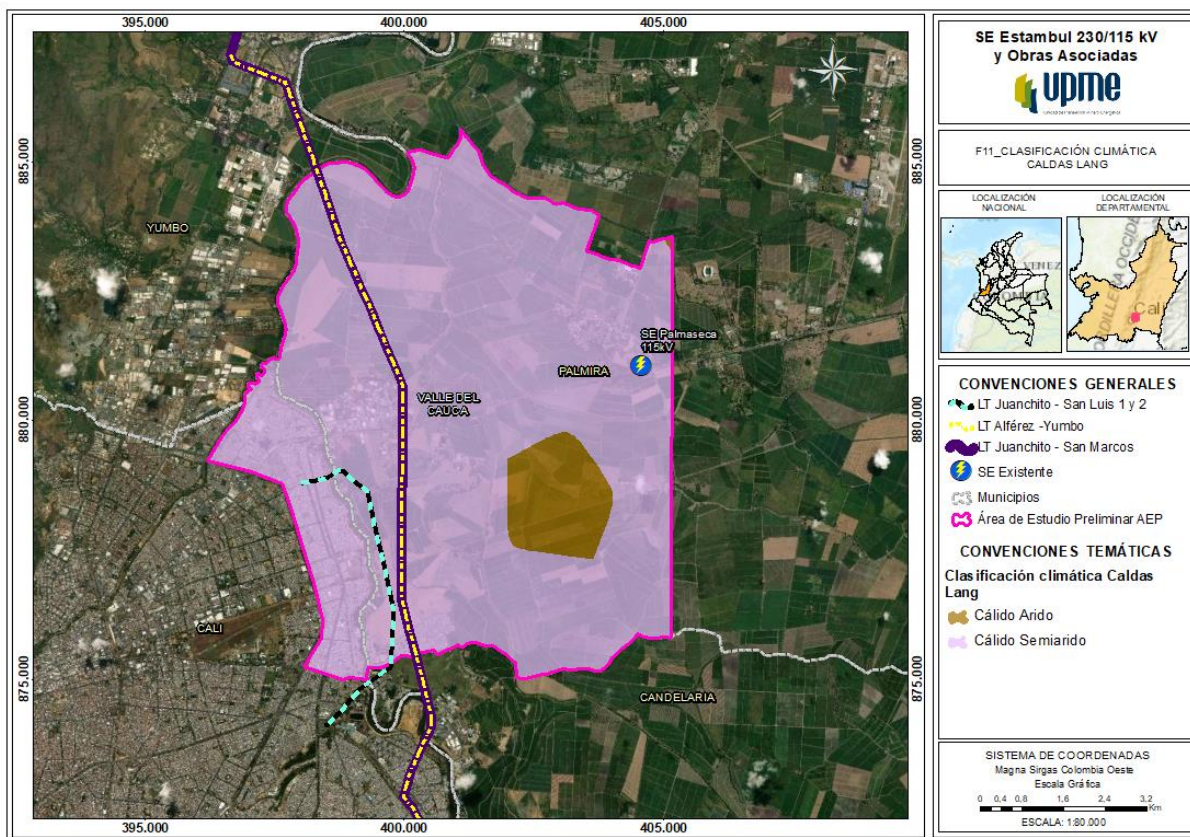 395.000
400.000
405.000
885.000
880.000
875.000
885.000
880.000
875.000
395.000
400.000
405.000
YUMBO
SE Palmaseca
115kV
PALMIRA
VALLE DEL
CAUCA
CALI
CANDELARIA
SE Estambul 230/115 kV
y Obras Asociadas
upme
F11_CLASIFICACIÓN CLIMÁTICA
CALDAS LANG
LOCALIZACIÓN
NACIONAL
LOCALIZACIÓN
DEPARTAMENTAL
VENEZ
Cali
CONVENCIONES GENERALES
LT Juanchito - San Luis 1 y 2
LT Alférez -Yumbo
LT Juanchito - San Marcos
SE Existente
Municipios
Área de Estudio Preliminar AEP
CONVENCIONES TEMÁTICAS
Clasificación climática Caldas
Lang
Cálido Arido
Cálido Semiarido
SISTEMA DE COORDENADAS
Magna Sirgas Colombia Oeste
Escala Gráfica
0 0,4 0,8 1,6 2,4 3,2
Km
ESCALA: 1:80.000